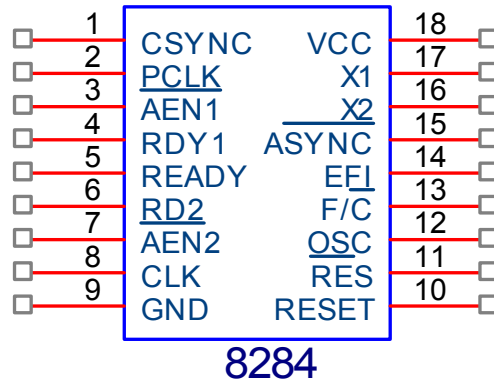 1 CSYNC VCC 18
2 PCLK X1 17
3 AEN1 X2 16
4 RDY1 ASYNC 15
5 READY EFI 14
6 RD2 F/C 13
7 AEN2 OSC 12
8 CLK RES 11
9 GND RESET 10
8284